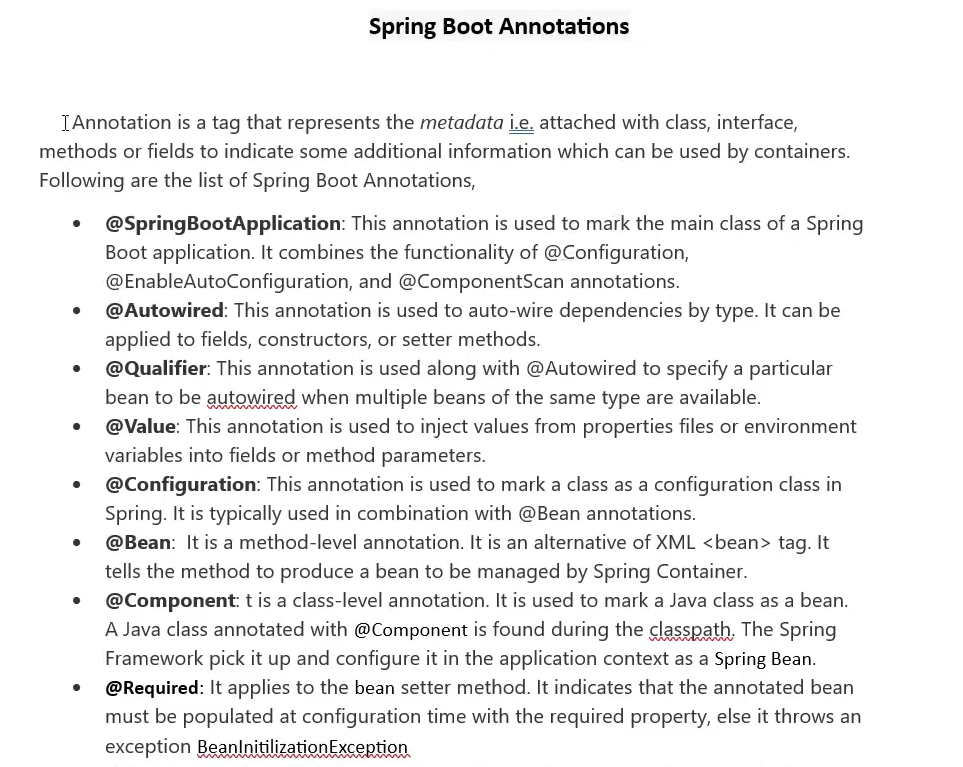 Spring Boot Annotations
Annotation is a tag that represents the metadata i.e. attached with class, interface,
methods or fields to indicate some additional information which can be used by containers.
Following are the list of Spring Boot Annotations,
• @SpringBootApplication: This annotation is used to mark the main class of a Spring
Boot application. It combines the functionality of @Configuration,
@EnableAutoConfiguration, and @ComponentScan annotations.
• @Autowired: This annotation is used to auto-wire dependencies by type. It can be
applied to fields, constructors, or setter methods.
• @Qualifier: This annotation is used along with @Autowired to specify a particular
bean to be autowired when multiple beans of the same type are available.
• @Value: This annotation is used to inject values from properties files or environment
variables into fields or method parameters.
• @Configuration: This annotation is used to mark a class as a configuration class in
Spring. It is typically used in combination with @Bean annotations.
• @Bean:  It is a method-level annotation. It is an alternative of XML <bean> tag. It
tells the method to produce a bean to be managed by Spring Container.
• @Component: t is a class-level annotation. It is used to mark a Java class as a bean.
A Java class annotated with @Component is found during the classpath. The Spring
Framework pick it up and configure it in the application context as a Spring Bean.
• @Required: It applies to the bean setter method. It indicates that the annotated bean
must be populated at configuration time with the required property, else it throws an
exception BeanInitilizationException